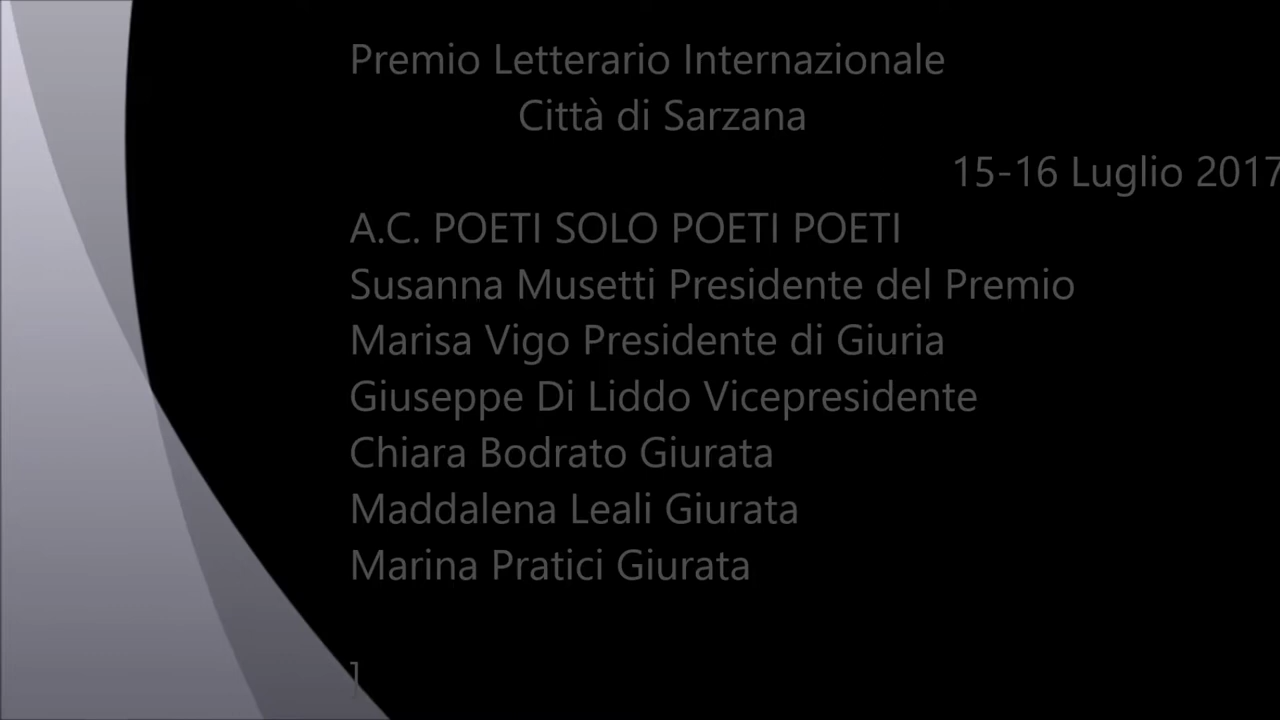 Premio Letterario Internazionale
Città di Sarzana
15-16 Luglio 2017
A.C. POETI SOLO POETI POETI
Susanna Musetti Presidente del Premio
Marisa Vigo Presidente di Giuria
Giuseppe Di Liddo Vicepresidente
Chiara Bodrato Giurata
Maddalena Leali Giurata
Marina Pratici Giurata
]